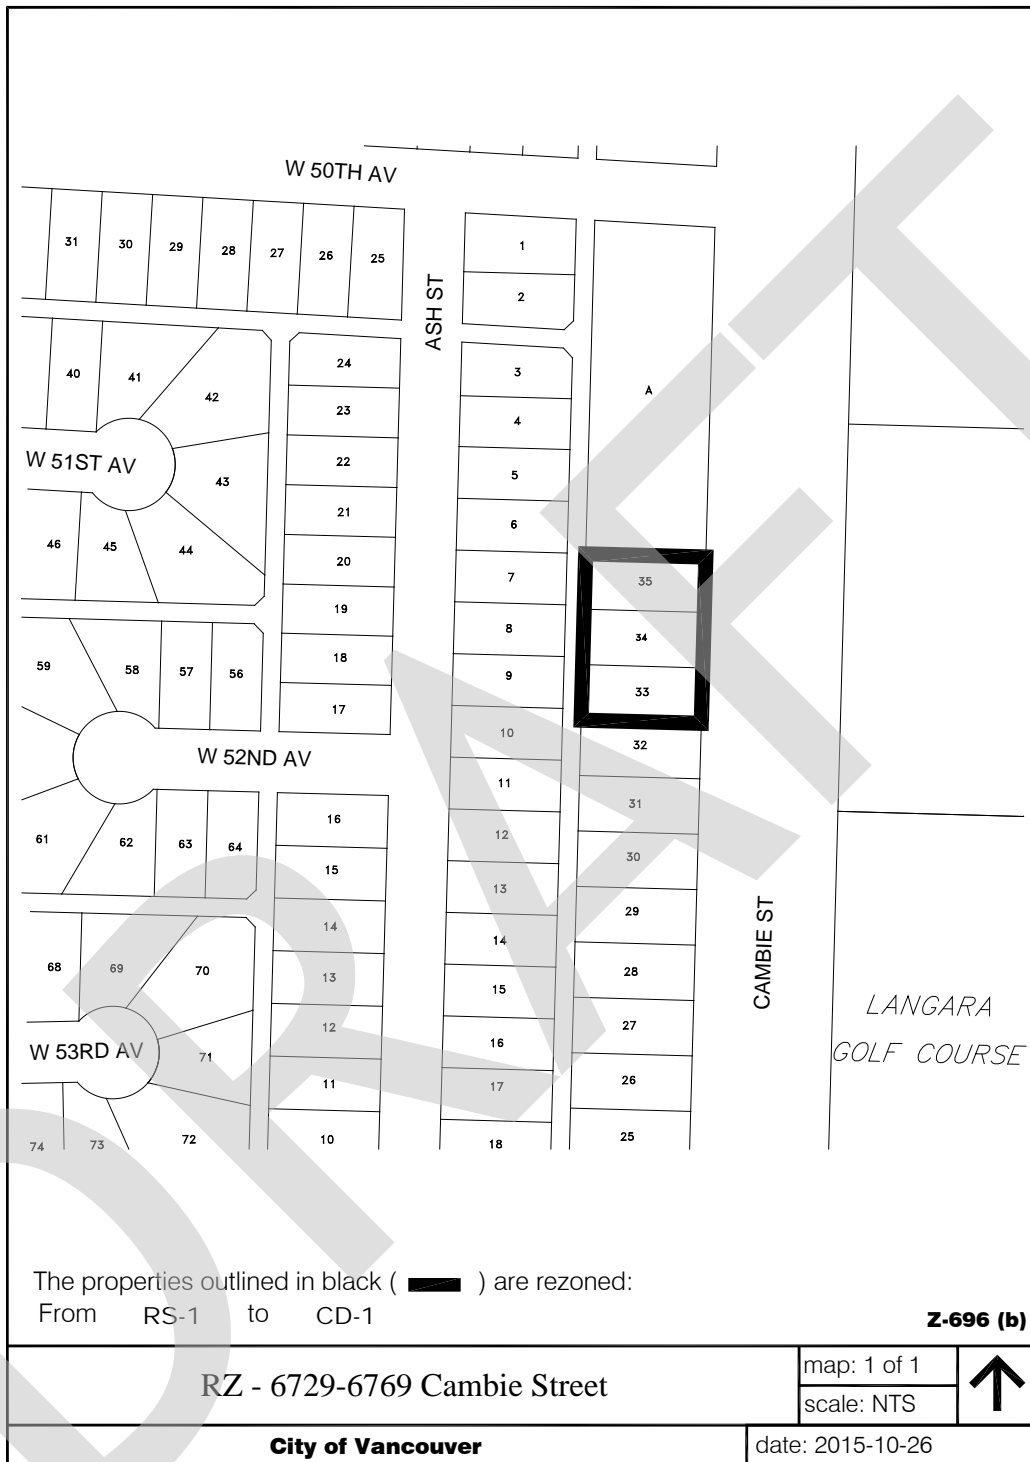 W 50TH AV
31 30 29 28 27 26 25
1
2
ASH ST
40 41 42
24
23
22
21
20
19
18
17
3
4
5
6
7
8
9
10
11
12
13
14
15
16
17
18
A
W 51ST AV
43
46 45 44
35
34
33
32
31
30
29
28
27
26
25
59 58 57 56
W 52ND AV
61 62 63 64
16
15
14
13
12
11
10
68 69 70
W 53RD AV
71
74 73 72
CAMBIE ST
LANGARA
GOLF COURSE
DRAFT
The properties outlined in black ( ) are rezoned:
From RS-1 to CD-1
Z-696 (b)
RZ - 6729-6769 Cambie Street
map: 1 of 1
scale: NTS
City of Vancouver
date: 2015-10-26